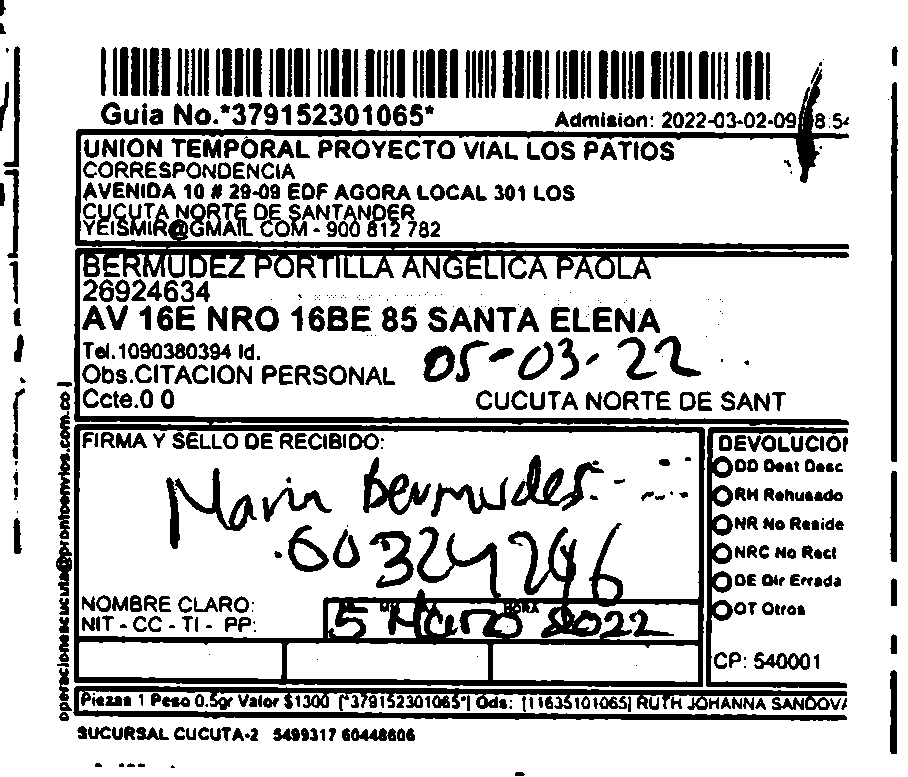 Guia No.*379152301065*
Admision: 2022-03-02-09
UNION TEMPORAL PROYECTO VIAL LOS PATIOS
CORRESPONDENCIA
AVENIDA 10 # 29-09 EDF AGORA LOCAL 301 LOS
CUCUTA NORTE DE SANTANDER
YEISMIR@GMAIL COM - 900 812 782
BERMUDEZ PORTILLA ANGELICA PAOLA
26924634
AV 16E NRO 16BE 85 SANTA ELENA
Tel.1090380394 Id.
05-03-22
Obs.CITACION PERSONAL
Ccte.0 0
CUCUTA NORTE DE SANT
operacionescucuta@prontoenvios.com.co
FIRMA Y SELLO DE RECIBIDO:
Bermudes
NOMBRE CLARO:
HORA
NIT - CC - TI - PP:
5 Marzo 2022
DEVOLUCION
DD Dest Desc
RH Rehusado
NR No Reside
NRC No Recl
DE Dir Errada
OT Otros
CP: 540001
Piezas 1 Peso 0.5gr Valor $1300 [*379152301065*] Ods: [11635101065] RUTH JOHANNA SANDOVA
SUCURSAL CUCUTA-2 5499317 60448606